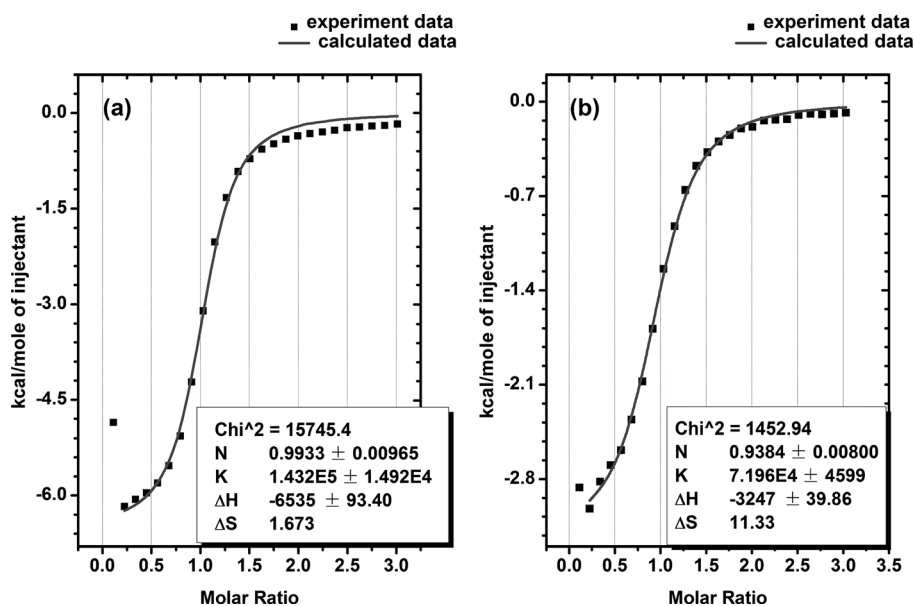 experiment data
calculated data
experiment data
calculated data
(a)
kcal/mole of injectant
0.0
-1.5
-3.0
-4.5
-6.0
Chi^2 = 15745.4
N 0.9933 ± 0.00965
K 1.432E5 ± 1.492E4
ΔH -6535 ± 93.40
ΔS 1.673
0.0 0.5 1.0 1.5 2.0 2.5 3.0
Molar Ratio
(b)
kcal/mole of injectant
0.0
-0.7
-1.4
-2.1
-2.8
Chi^2 = 1452.94
N 0.9384 ± 0.00800
K 7.196E4 ± 4599
ΔH -3247 ± 39.86
ΔS 11.33
0.0 0.5 1.0 1.5 2.0 2.5 3.0 3.5
Molar Ratio